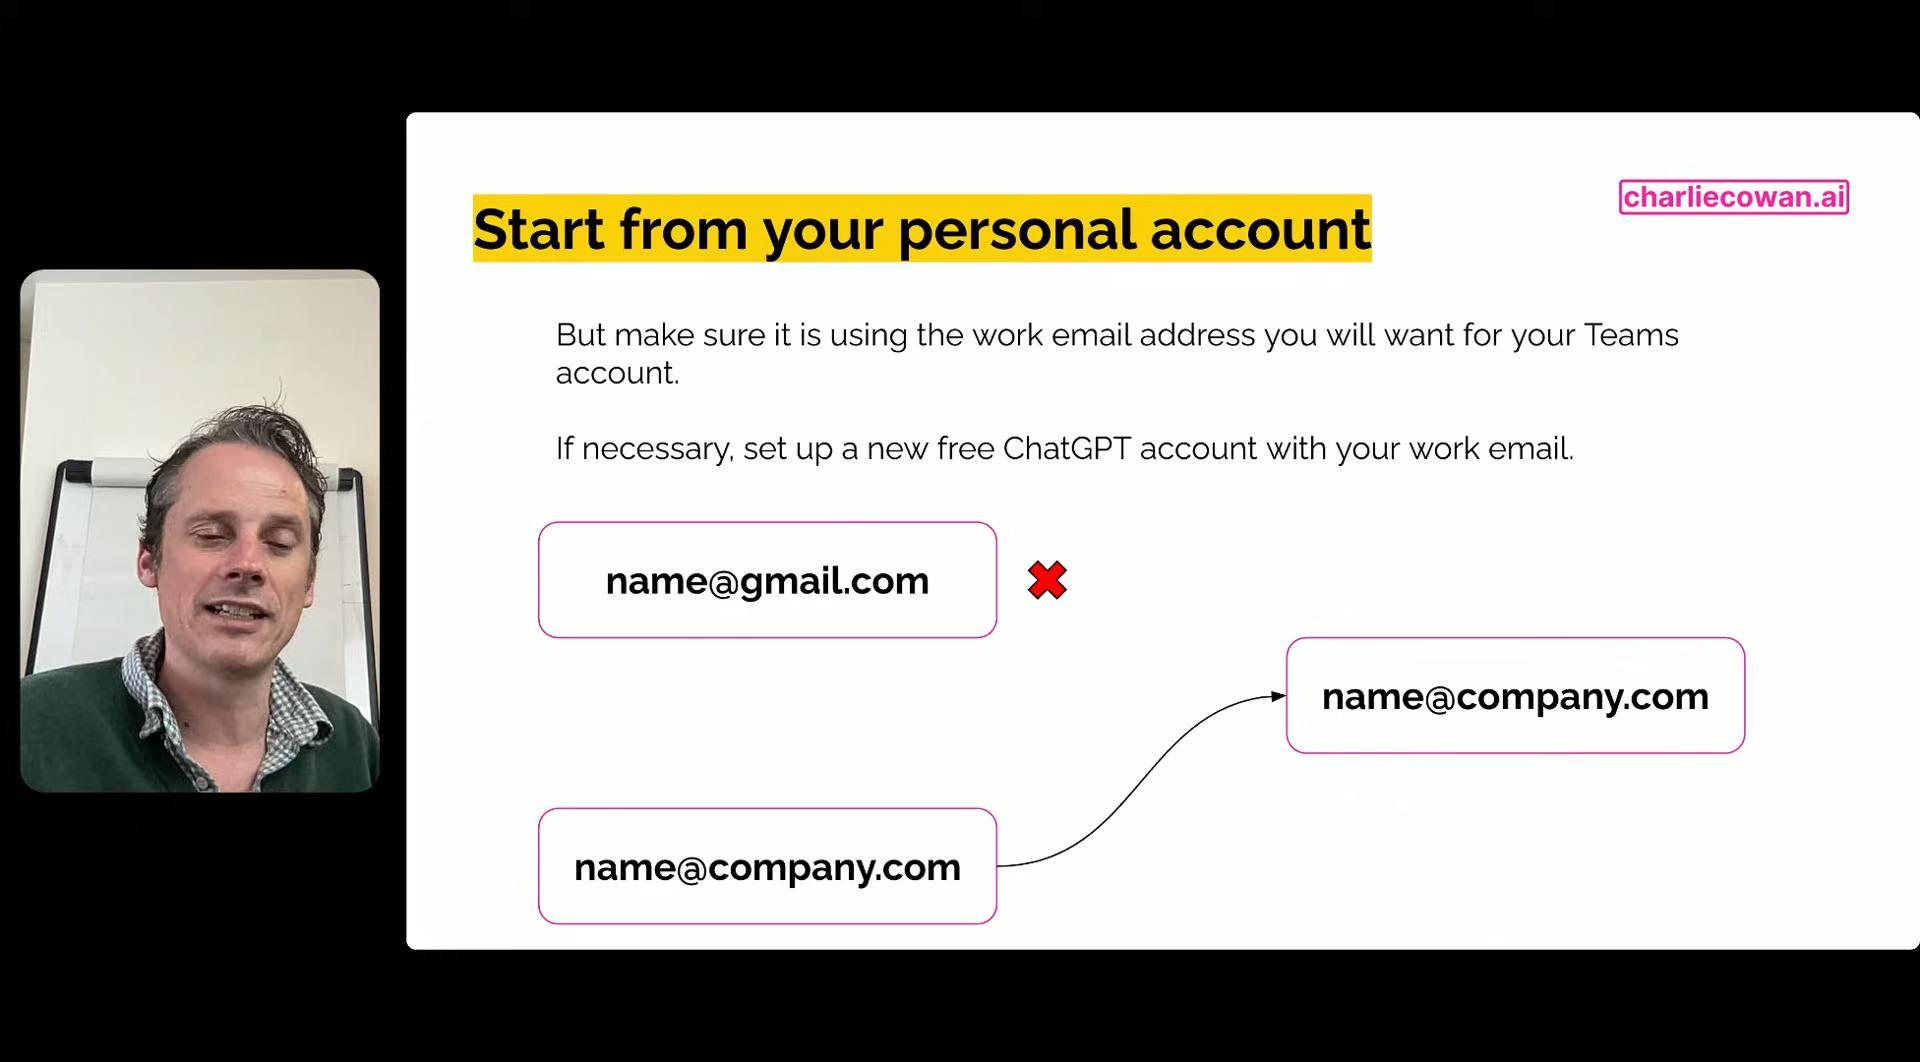 charliecowan.ai
Start from your personal account
But make sure it is using the work email address you will want for your Teams
account.
If necessary, set up a new free ChatGPT account with your work email.
name@gmail.com
name@company.com
name@company.com